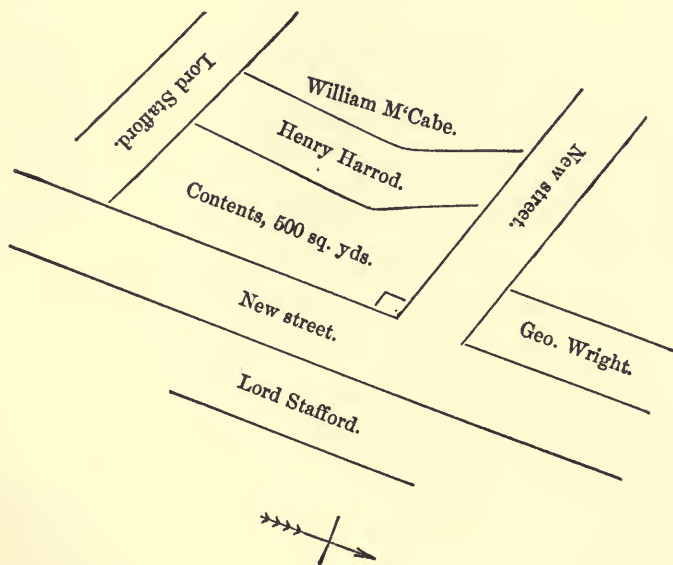 Lord Stafford.
William M‘Cabe.
Henry Harrod.
Contents, 500 sq. yds.
New street.
New street.
Geo. Wright.
Lord Stafford.